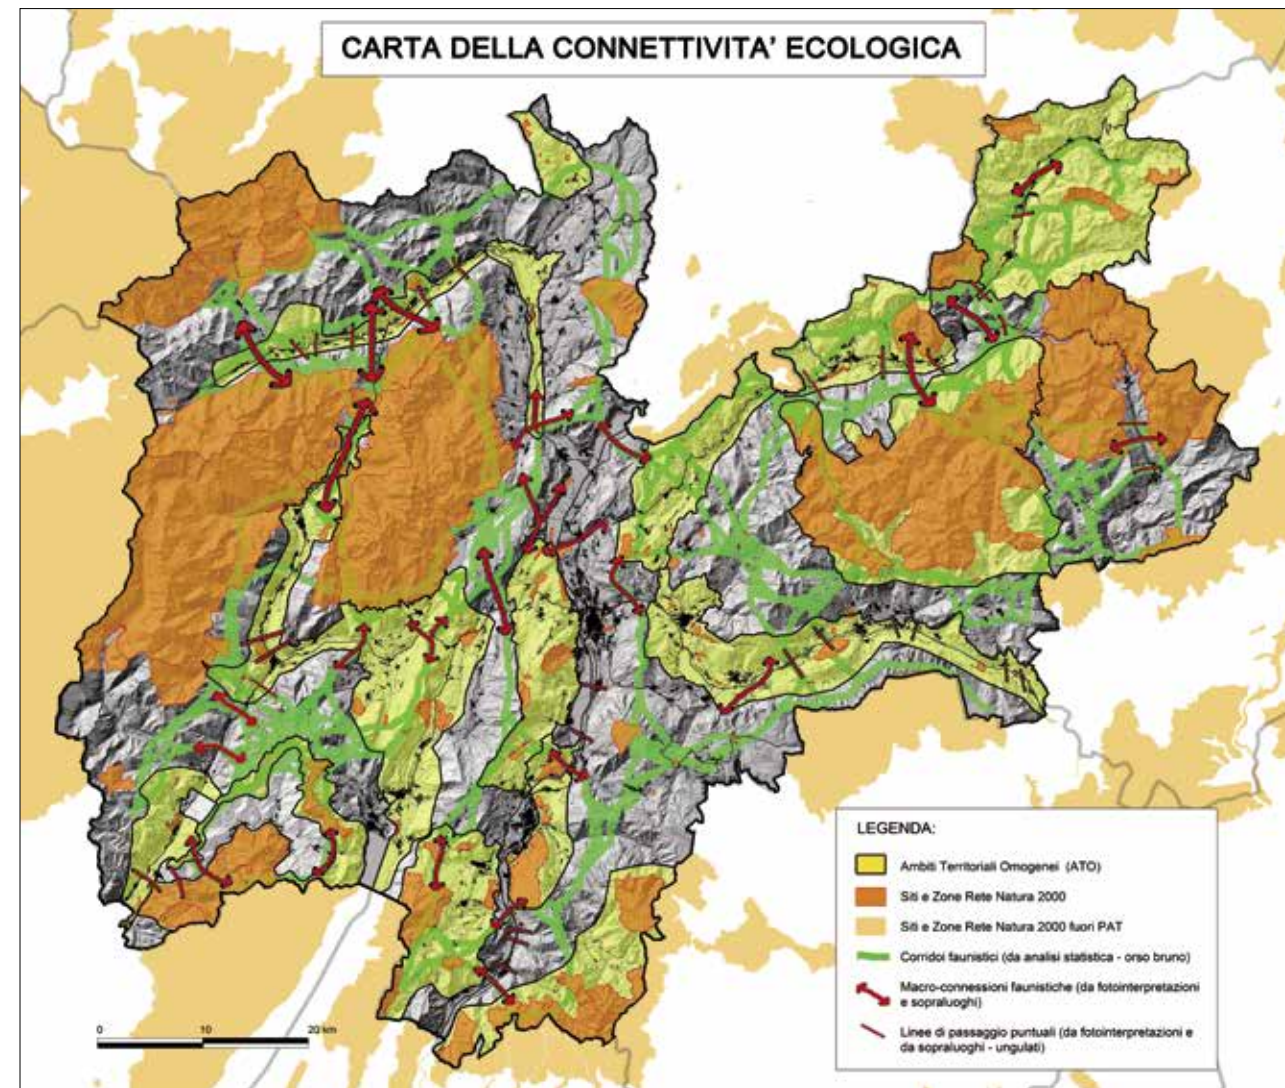 CARTA DELLA CONNETTIVITA' ECOLOGICA
LEGENDA:
Ambiti Territoriali Omogenei (ATO)
Siti e Zone Rete Natura 2000
Siti e Zone Rete Natura 2000 fuori PAT
Corridoi faunistici (da analisi statistica - orso bruno)
Macro-connessioni faunistiche (da fotointerpretazioni
e sopraluoghi)
Linee di passaggio puntuali (da fotointerpretazioni e
da sopraluoghi - ungulati)
0 10 20 km